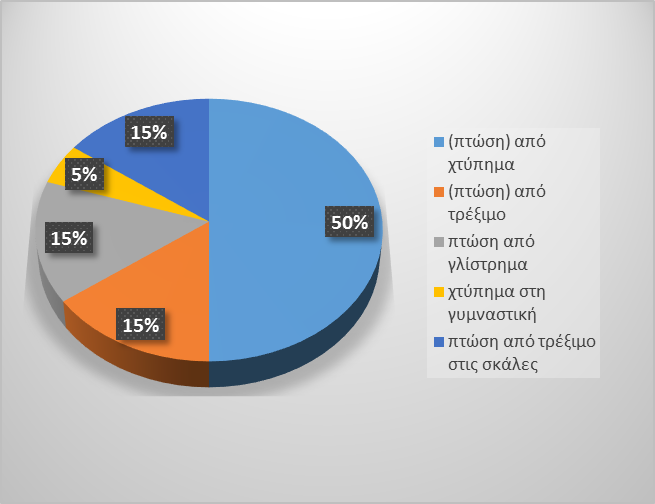 15%
5%
50%
15%
15%
(πτώση) από
χτύπημα
(πτώση) από
τρέξιμο
πτώση από
γλίστρημα
χτύπημα στη
γυμναστική
πτώση από τρέξιμο
στις σκάλες